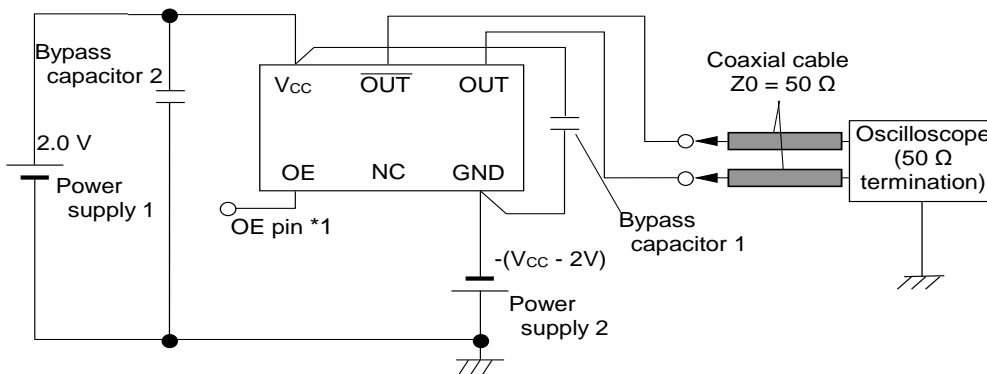 Bypass
capacitor 2
VCC
OUT
OUT
Coaxial cable
Z0 = 50 Ω
2.0 V
Oscilloscope
(50 Ω
termination)
OE
NC
GND
Power
supply 1
OE pin *1
Bypass
capacitor 1
-(VCC - 2V)
Power
supply 2